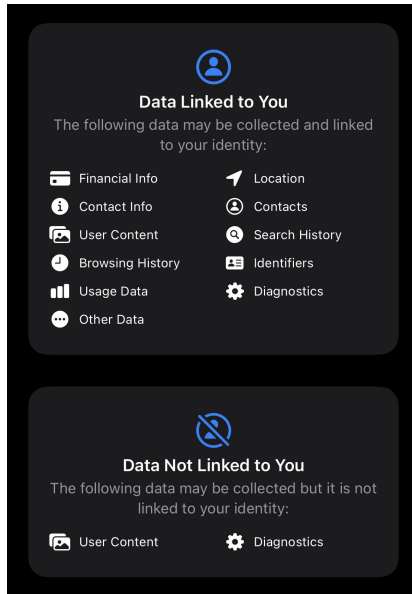 Data Linked to You
The following data may be collected and linked
to your identity:
Financial Info
Location
Contact Info
Contacts
User Content
Search History
Browsing History
Identifiers
Usage Data
Diagnostics
Other Data
Data Not Linked to You
The following data may be collected but it is not
linked to your identity:
User Content
Diagnostics